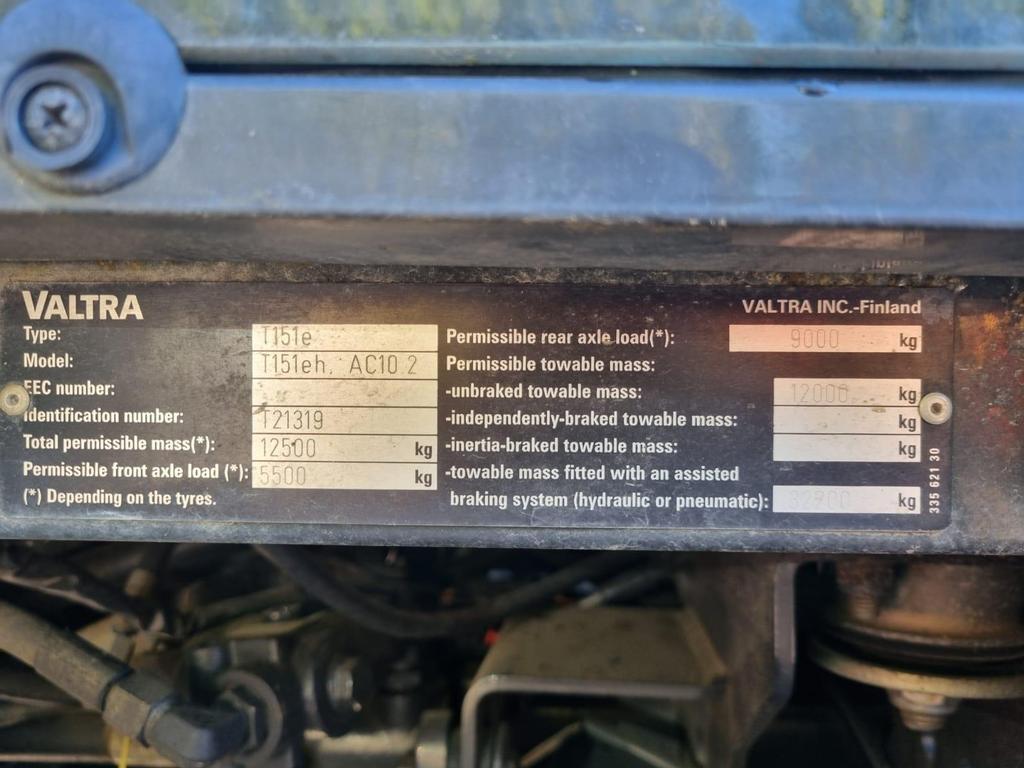 VALTRA
VALTRA INC.-Finland
Type: T151e
Model: T151eh, AC10.2
EEC number:
Identification number: T21319
Total permissible mass(*): 12500 kg
Permissible front axle load (*): 5500 kg
(*) Depending on the tyres.
Permissible rear axle load(*): 9000 kg
Permissible towable mass:
-unbraked towable mass: 12000 kg
-independently-braked towable mass: kg
-inertia-braked towable mass: kg
-towable mass fitted with an assisted
braking system (hydraulic or pneumatic): kg
335 621 30